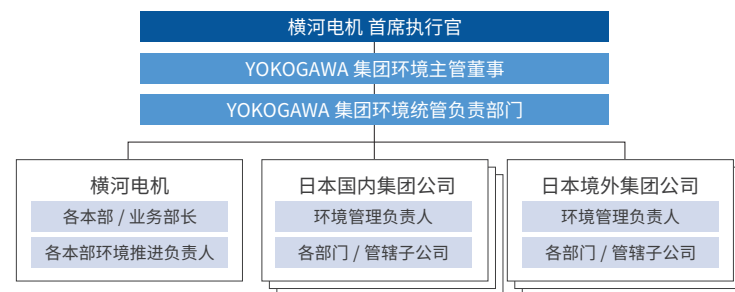 横河电机 首席执行官
YOKOGAWA 集团环境主管董事
YOKOGAWA 集团环境统管负责部门
横河电机
各本部 / 业务部长
各本部环境推进负责人
日本国内集团公司
环境管理负责人
各部门 / 管辖子公司
日本境外集团公司
环境管理负责人
各部门 / 管辖子公司